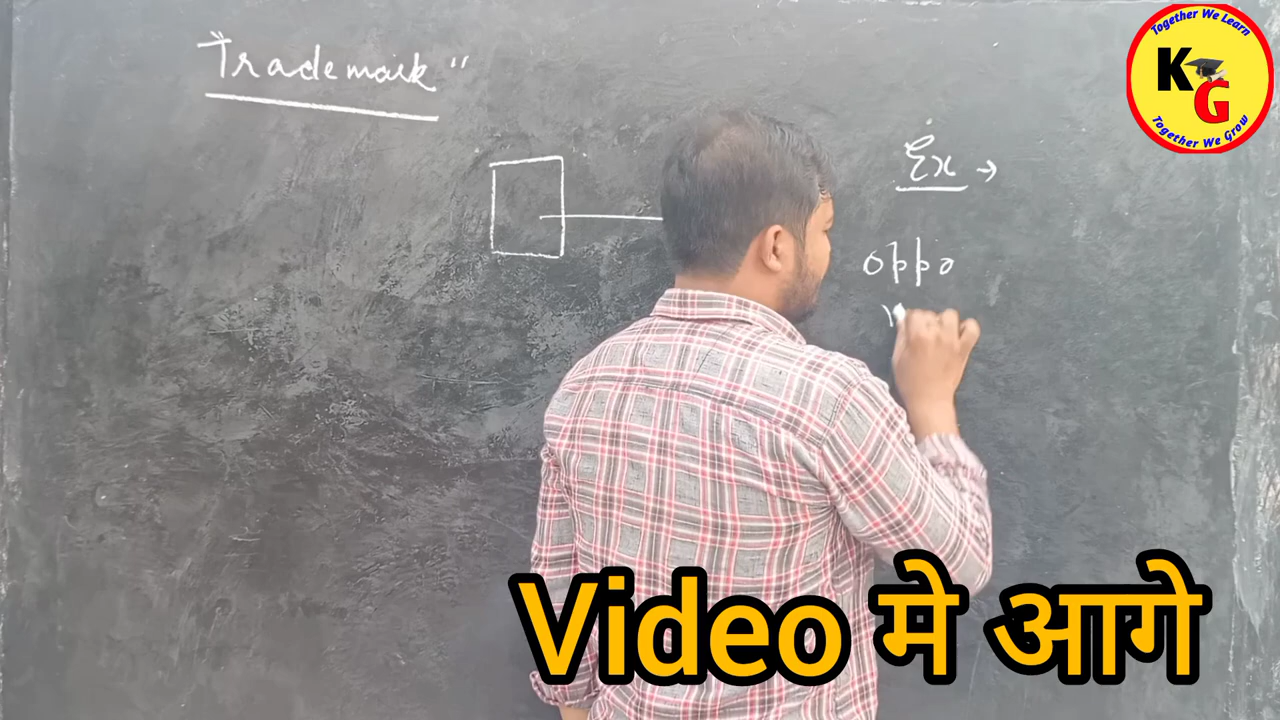 "Trademark"
Ex →
oppo
Together We Learn
KG
Together We Grow
Video मे आगे